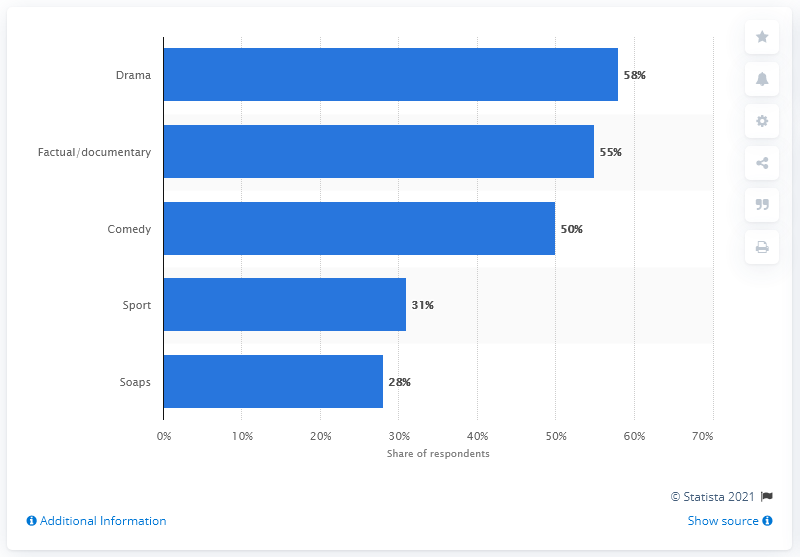 Drama
58%
Factual/documentary
55%
Comedy
50%
Sport
31%
Soaps
28%
0% 10% 20% 30% 40% 50% 60% 70%
Share of respondents
© Statista 2021
Additional Information
Show source